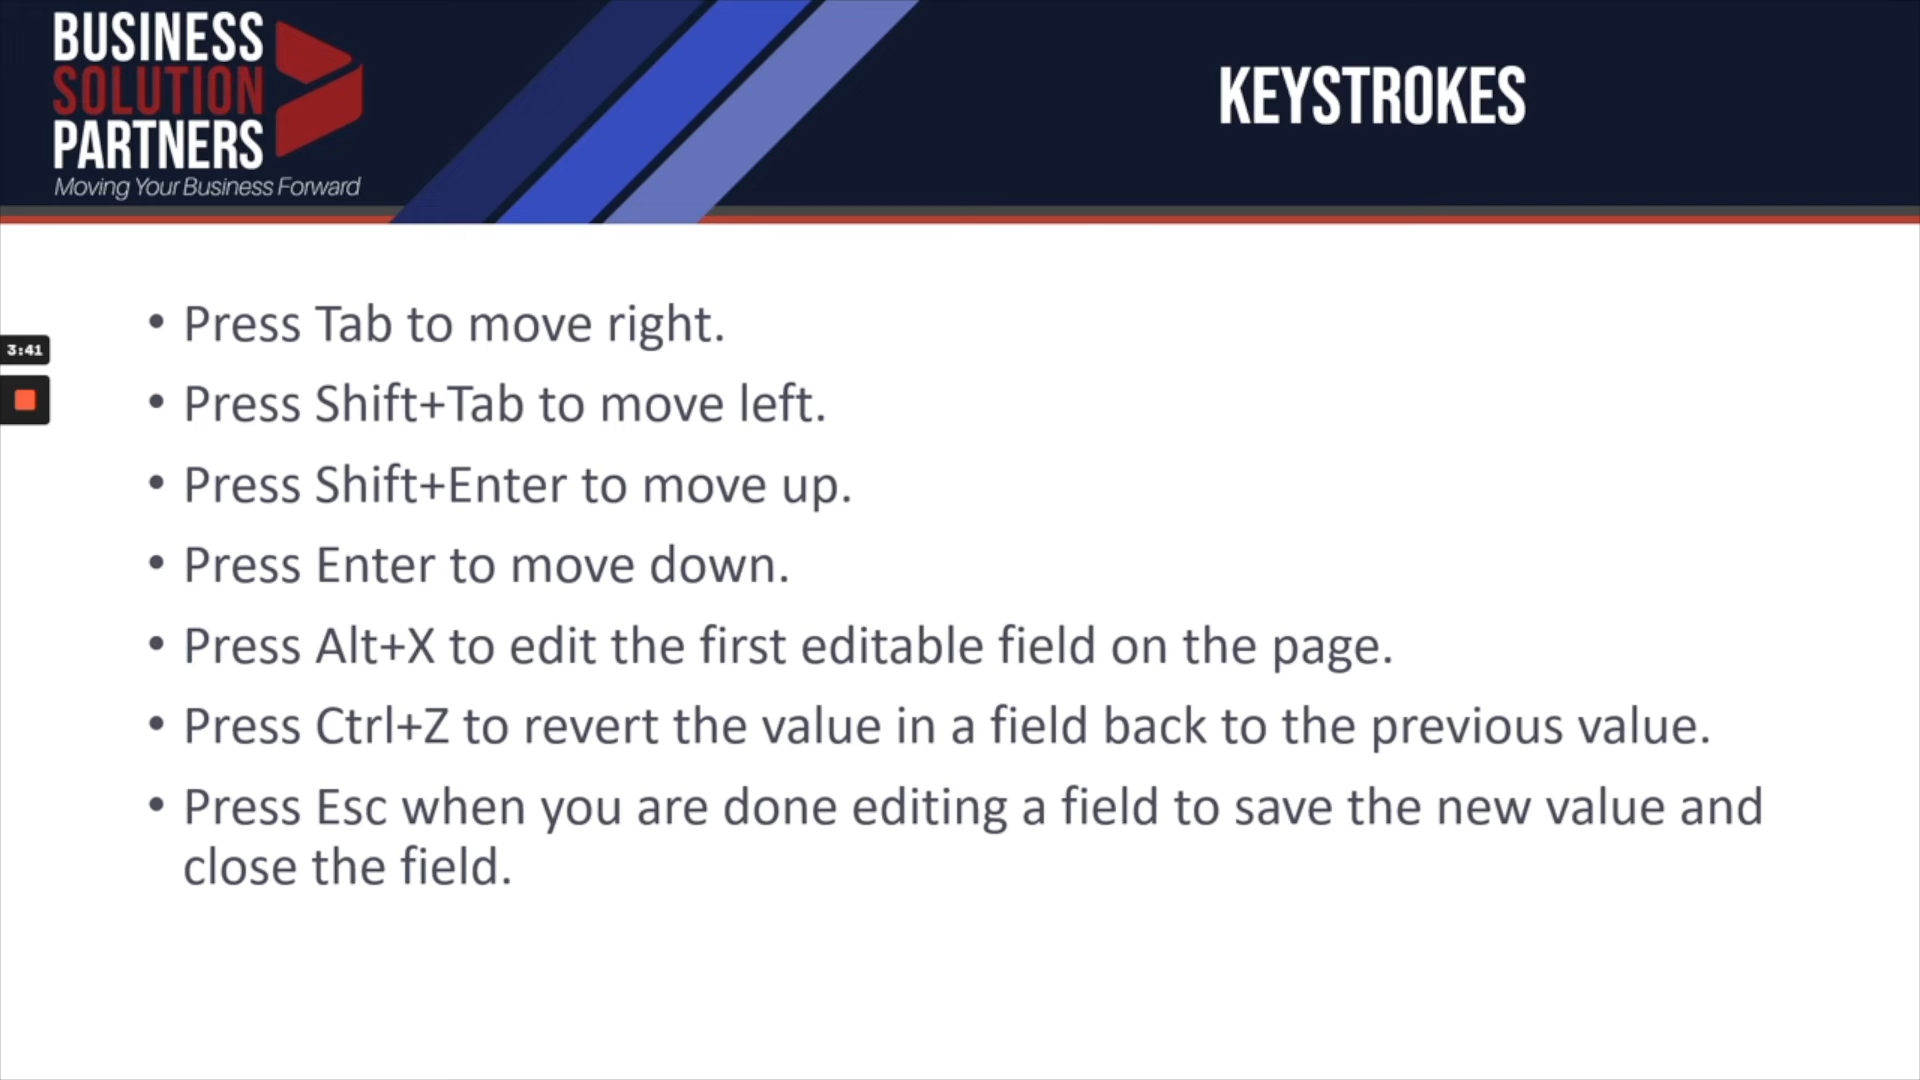 BUSINESS
SOLUTION
PARTNERS
Moving Your Business Forward
KEYSTROKES
3:41
• Press Tab to move right.
• Press Shift+Tab to move left.
• Press Shift+Enter to move up.
• Press Enter to move down.
• Press Alt+X to edit the first editable field on the page.
• Press Ctrl+Z to revert the value in a field back to the previous value.
• Press Esc when you are done editing a field to save the new value and
close the field.